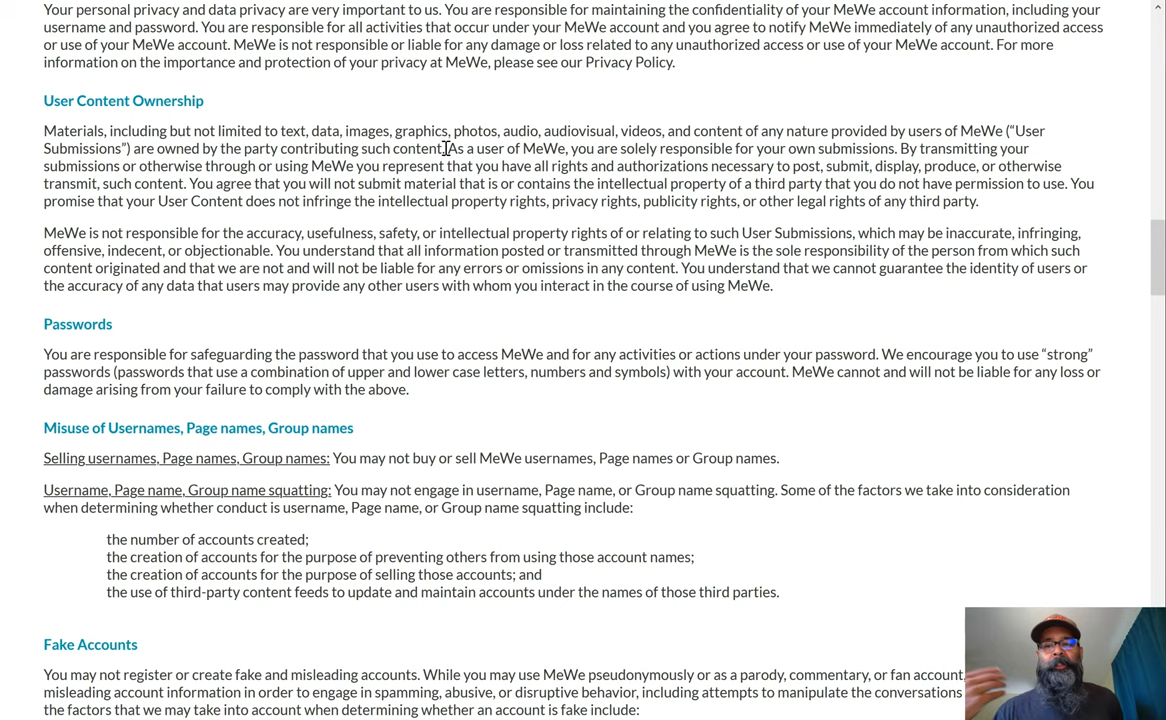 Your personal privacy and data privacy are very important to us. You are responsible for maintaining the confidentiality of your MeWe account information, including your
username and password. You are responsible for all activities that occur under your MeWe account and you agree to notify MeWe immediately of any unauthorized access
or use of your MeWe account. MeWe is not responsible or liable for any damage or loss related to any unauthorized access or use of your MeWe account. For more
information on the importance and protection of your privacy at MeWe, please see our Privacy Policy.
User Content Ownership
Materials, including but not limited to text, data, images, graphics, photos, audio, audiovisual, videos, and content of any nature provided by users of MeWe (“User
Submissions”) are owned by the party contributing such content. As a user of MeWe, you are solely responsible for your own submissions. By transmitting your
submissions or otherwise through or using MeWe you represent that you have all rights and authorizations necessary to post, submit, display, produce, or otherwise
transmit, such content. You agree that you will not submit material that is or contains the intellectual property of a third party that you do not have permission to use. You
promise that your User Content does not infringe the intellectual property rights, privacy rights, publicity rights, or other legal rights of any third party.
MeWe is not responsible for the accuracy, usefulness, safety, or intellectual property rights of or relating to such User Submissions, which may be inaccurate, infringing,
offensive, indecent, or objectionable. You understand that all information posted or transmitted through MeWe is the sole responsibility of the person from which such
content originated and that we are not and will not be liable for any errors or omissions in any content. You understand that we cannot guarantee the identity of users or
the accuracy of any data that users may provide any other users with whom you interact in the course of using MeWe.
Passwords
You are responsible for safeguarding the password that you use to access MeWe and for any activities or actions under your password. We encourage you to use “strong”
passwords (passwords that use a combination of upper and lower case letters, numbers and symbols) with your account. MeWe cannot and will not be liable for any loss or
damage arising from your failure to comply with the above.
Misuse of Usernames, Page names, Group names
Selling usernames, Page names, Group names: You may not buy or sell MeWe usernames, Page names or Group names.
Username, Page name, Group name squatting: You may not engage in username, Page name, or Group name squatting. Some of the factors we take into consideration
when determining whether conduct is username, Page name, or Group name squatting include:
the number of accounts created;
the creation of accounts for the purpose of preventing others from using those account names;
the creation of accounts for the purpose of selling those accounts; and
the use of third-party content feeds to update and maintain accounts under the names of those third parties.
Fake Accounts
You may not register or create fake and misleading accounts. While you may use MeWe pseudonymously or as a parody, commentary, or fan account,
misleading account information in order to engage in spamming, abusive, or disruptive behavior, including attempts to manipulate the conversations
the factors that we may take into account when determining whether an account is fake include: